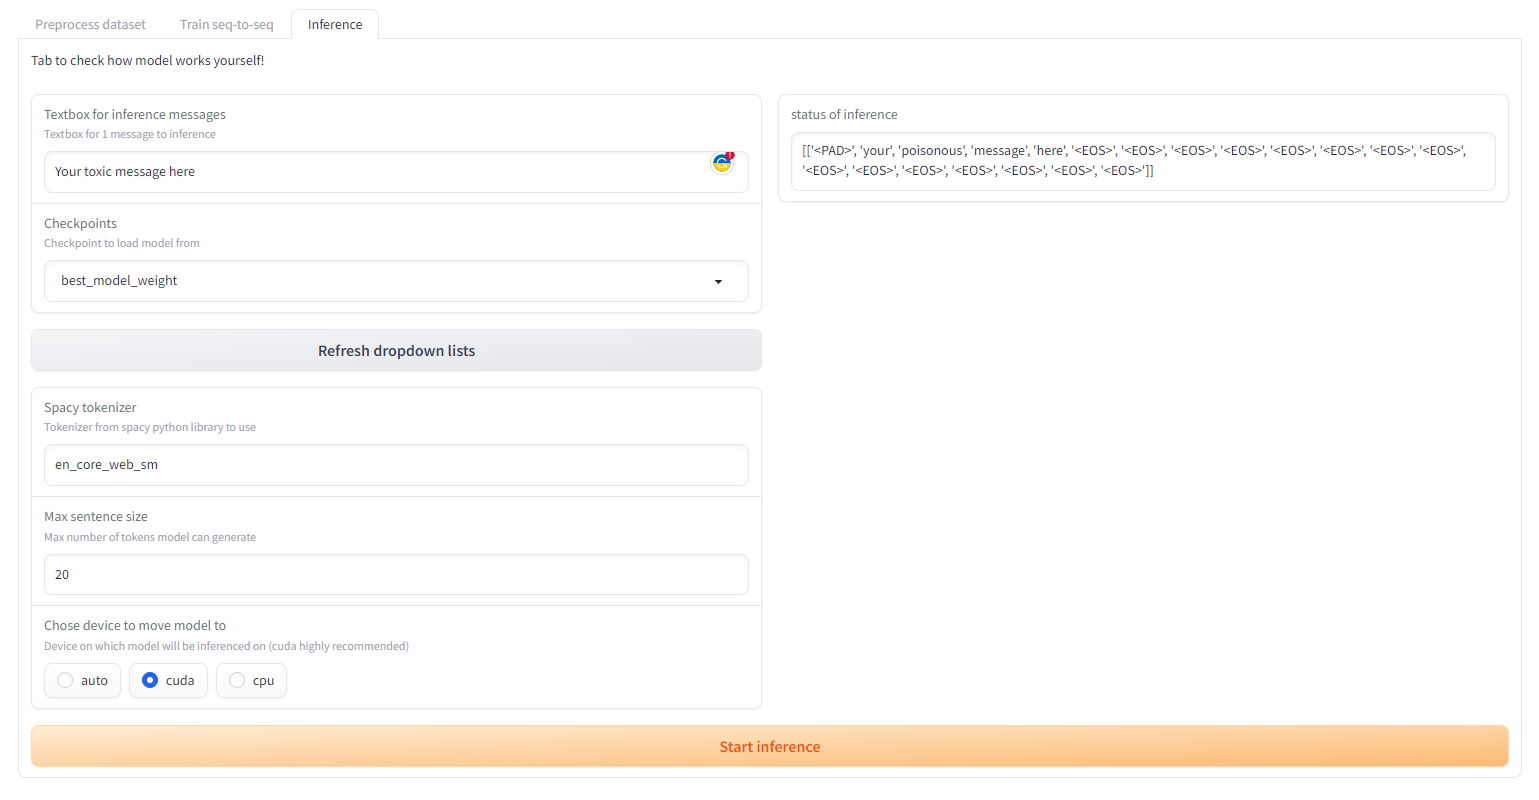 Preprocess dataset
Train seq-to-seq
Inference
Tab to check how model works yourself!
Textbox for inference messages
Textbox for 1 message to inference
Your toxic message here
Checkpoints
Checkpoint to load model from
best_model_weight
Refresh dropdown lists
Spacy tokenizer
Tokenizer from spacy python library to use
en_core_web_sm
Max sentence size
Max number of tokens model can generate
20
Chose device to move model to
Device on which model will be inferenced on (cuda highly recommended)
auto
cuda
cpu
status of inference
[['<PAD>', 'your', 'poisonous', 'message', 'here', '<EOS>', '<EOS>', '<EOS>', '<EOS>', '<EOS>', '<EOS>', '<EOS>', '<EOS>',
'<EOS>', '<EOS>', '<EOS>', '<EOS>', '<EOS>', '<EOS>', '<EOS>']]
Start inference